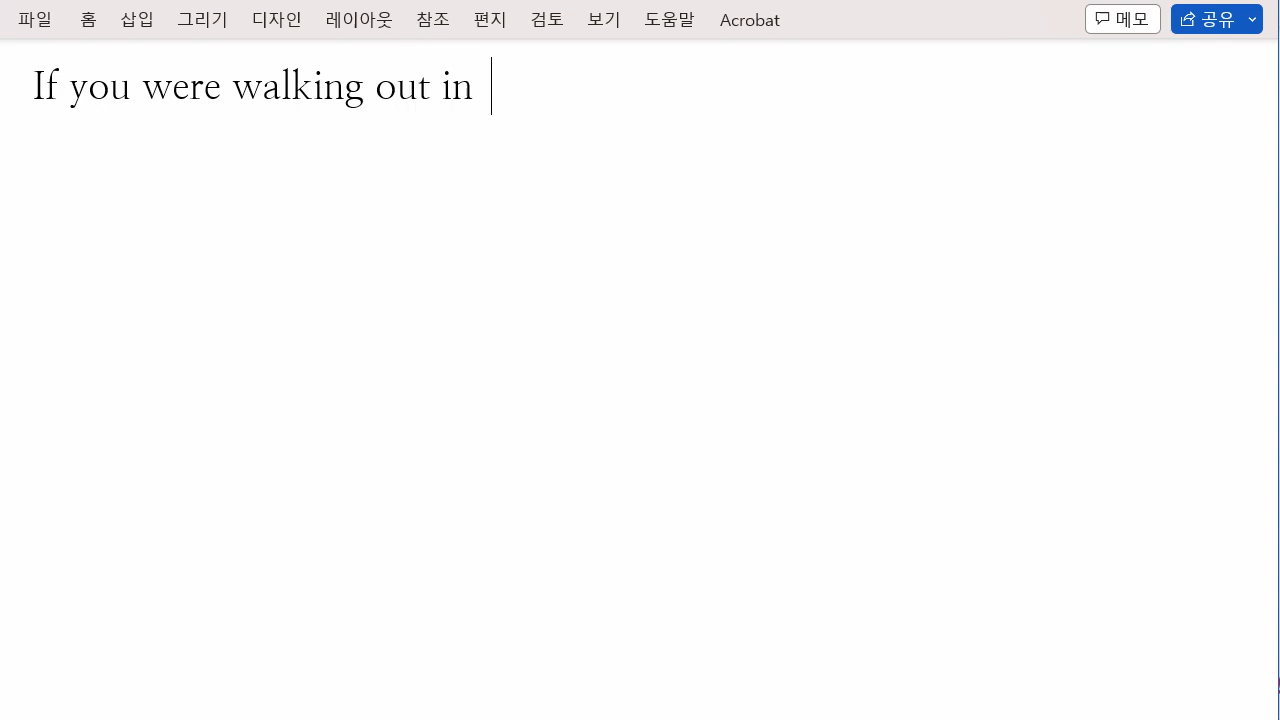 파일 홈 삽입 그리기 디자인 레이아웃 참조 편지 검토 보기 도움말 Acrobat 메모 공유
If you were walking out in